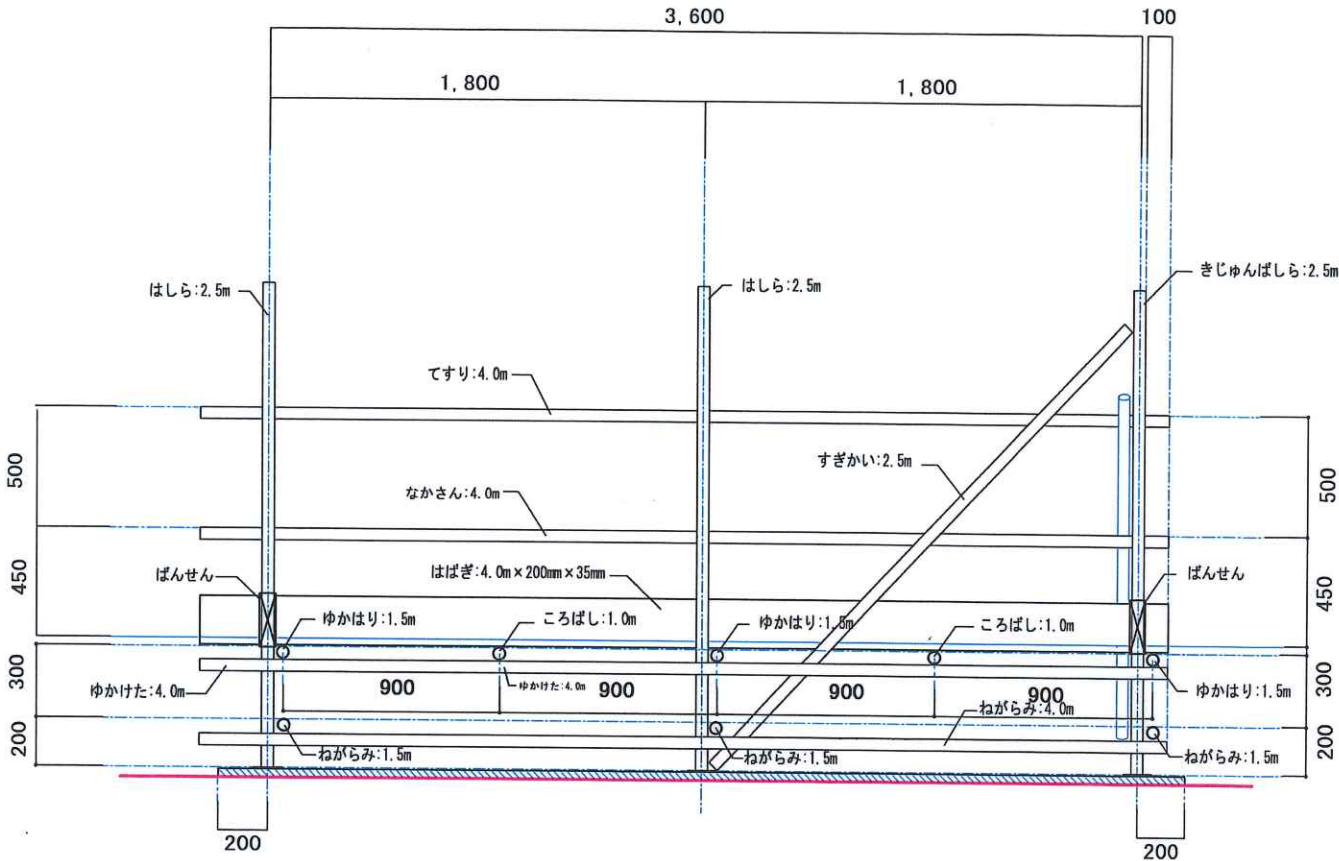 3,600
100
1,800
1,800
きじゅんばしら:2.5m
はしら:2.5m
はしら:2.5m
てすり:4.0m
すぎかい:2.5m
500
500
なかさん:4.0m
ばんせん
はばぎ:4.0m×200mm×35mm
ばんせん
450
450
ゆかはり:1.5m
ころばし:1.0m
ゆかはり:1.5m
ころばし:1.0m
300
300
ゆかけた:4.0m
900
ゆかけた:4.0m
900
900
900
ゆかはり:1.5m
ねがらみ:4.0m
200
200
ねがらみ:1.5m
ねがらみ:1.5m
ねがらみ:1.5m
200
200